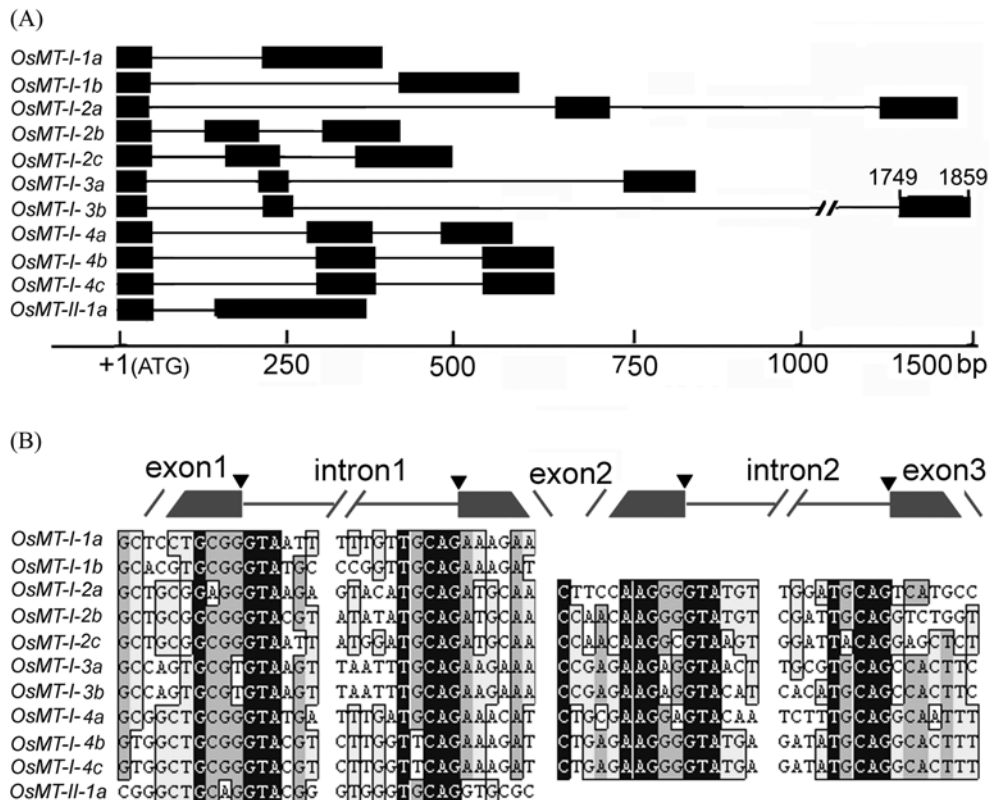 (A)
OsMT-I-1a
OsMT-I-1b
OsMT-I-2a
OsMT-I-2b
OsMT-I-2c
OsMT-I-3a
1749 1859
OsMT-I-3b
OsMT-I-4a
OsMT-I-4b
OsMT-I-4c
OsMT-II-1a
+1(ATG) 250 500 750 1000 1500bp
(B)
exon1 intron1 exon2 intron2 exon3
OsMT-I-1a GCTCCTGCGGGTAATT TTTGTTGCAGAAAGAA
OsMT-I-1b GCACGTGCGGGTATGC CCGGTTGCAGAAAGAT
OsMT-I-2a GCTGCGGAGGGTAAGA GTACATGCAGATGCAA CTTCCAAGGGGTATGT TGGATGCAGTCATGCC
OsMT-I-2b GCTGCGGCGGGTACGT ATATATGCAGATGCAA CCAACAAGGGGTATGT CGATTGCAGGTCTGGT
OsMT-I-2c GCTGCGGCGGGTAATT ATGGATGCAGATGCAA CCAACAAGGCGTAAGT GGATTACAGGAGCTCT
OsMT-I-3a GCCAGTGCGTGTAAGT TAATTTGCAGAAGAAA CCGAGAAGAGGTAACT TGCGTGCAGCCACTTC
OsMT-I-3b GCCAGTGCGTGTAAGT TAATTTGCAGAAGAAA CCGAGAAGAGGTACAT CACATGCAGCCACTTC
OsMT-I-4a GCGGCTGCGGGTATGA TTTGATGCAGAAACAT CTGCGAAGGAGTACAA TCTTTGCAGGCAATTT
OsMT-I-4b GTGGCTGCGGGTACGT CTTGGTTCAGAAAGAT CTGAGAAGGGGTATGA GATATGCAGGCACTTT
OsMT-I-4c GTGGCTGCGGGTACGT CTTGGTTCAGAAAGAT CTGAGAAGGGGTATGA GATATGCAGGCACTTT
OsMT-II-1a CGGGCTGCAGGTACGG GTGGGTGCAGGTGCGC